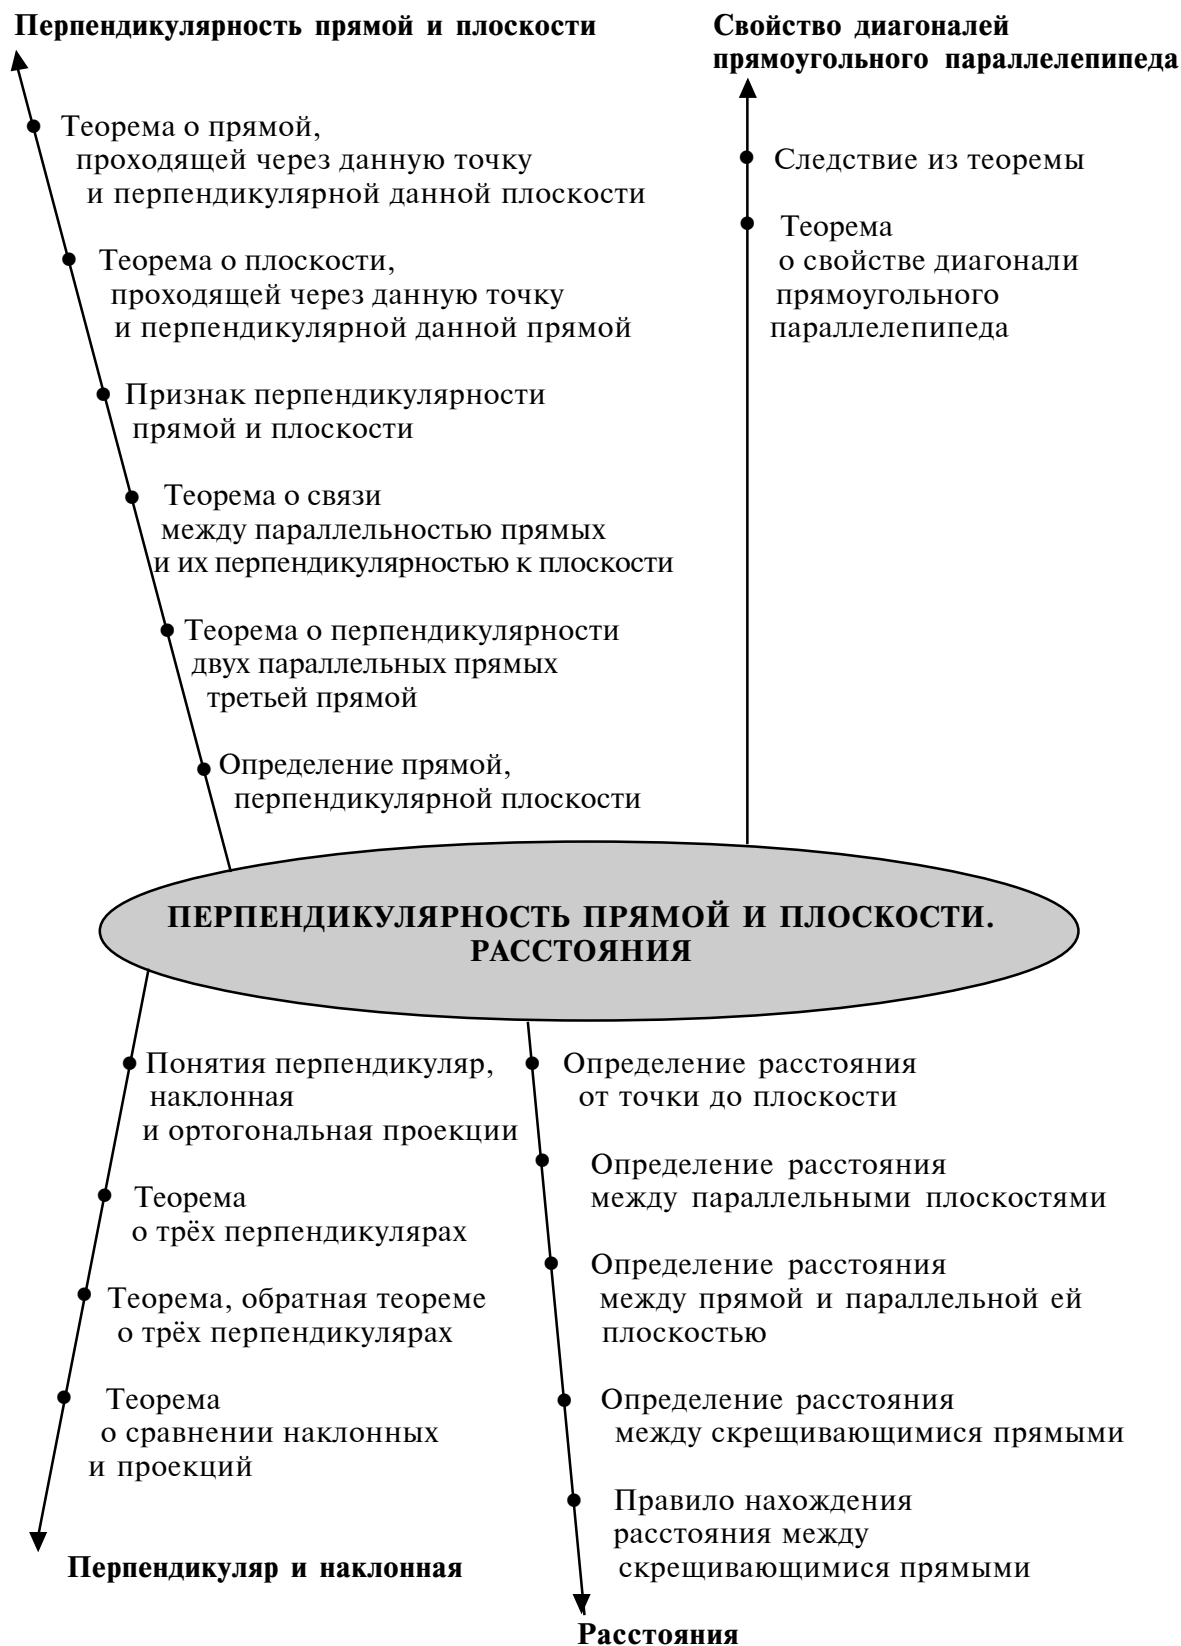 Перпендикулярность прямой и плоскости
Теорема о прямой,
проходящей через данную точку
и перпендикулярной данной плоскости
Теорема о плоскости,
проходящей через данную точку
и перпендикулярной данной прямой
Признак перпендикулярности
прямой и плоскости
Теорема о связи
между параллельностью прямых
и их перпендикулярностью к плоскости
Теорема о перпендикулярности
двух параллельных прямых
третьей прямой
Определение прямой,
перпендикулярной плоскости
Свойство диагоналей
прямоугольного параллелепипеда
Следствие из теоремы
Теорема
о свойстве диагонали
прямоугольного
параллелепипеда
ПЕРПЕНДИКУЛЯРНОСТЬ ПРЯМОЙ И ПЛОСКОСТИ.
РАССТОЯНИЯ
Понятия перпендикуляр,
наклонная
и ортогональная проекции
Теорема
о трёх перпендикулярах
Теорема, обратная теореме
о трёх перпендикулярах
Теорема
о сравнении наклонных
и проекций
Перпендикуляр и наклонная
Определение расстояния
от точки до плоскости
Определение расстояния
между параллельными плоскостями
Определение расстояния
между прямой и параллельной ей
плоскостью
Определение расстояния
между скрещивающимися прямыми
Правило нахождения
расстояния между
скрещивающимися прямыми
Расстояния